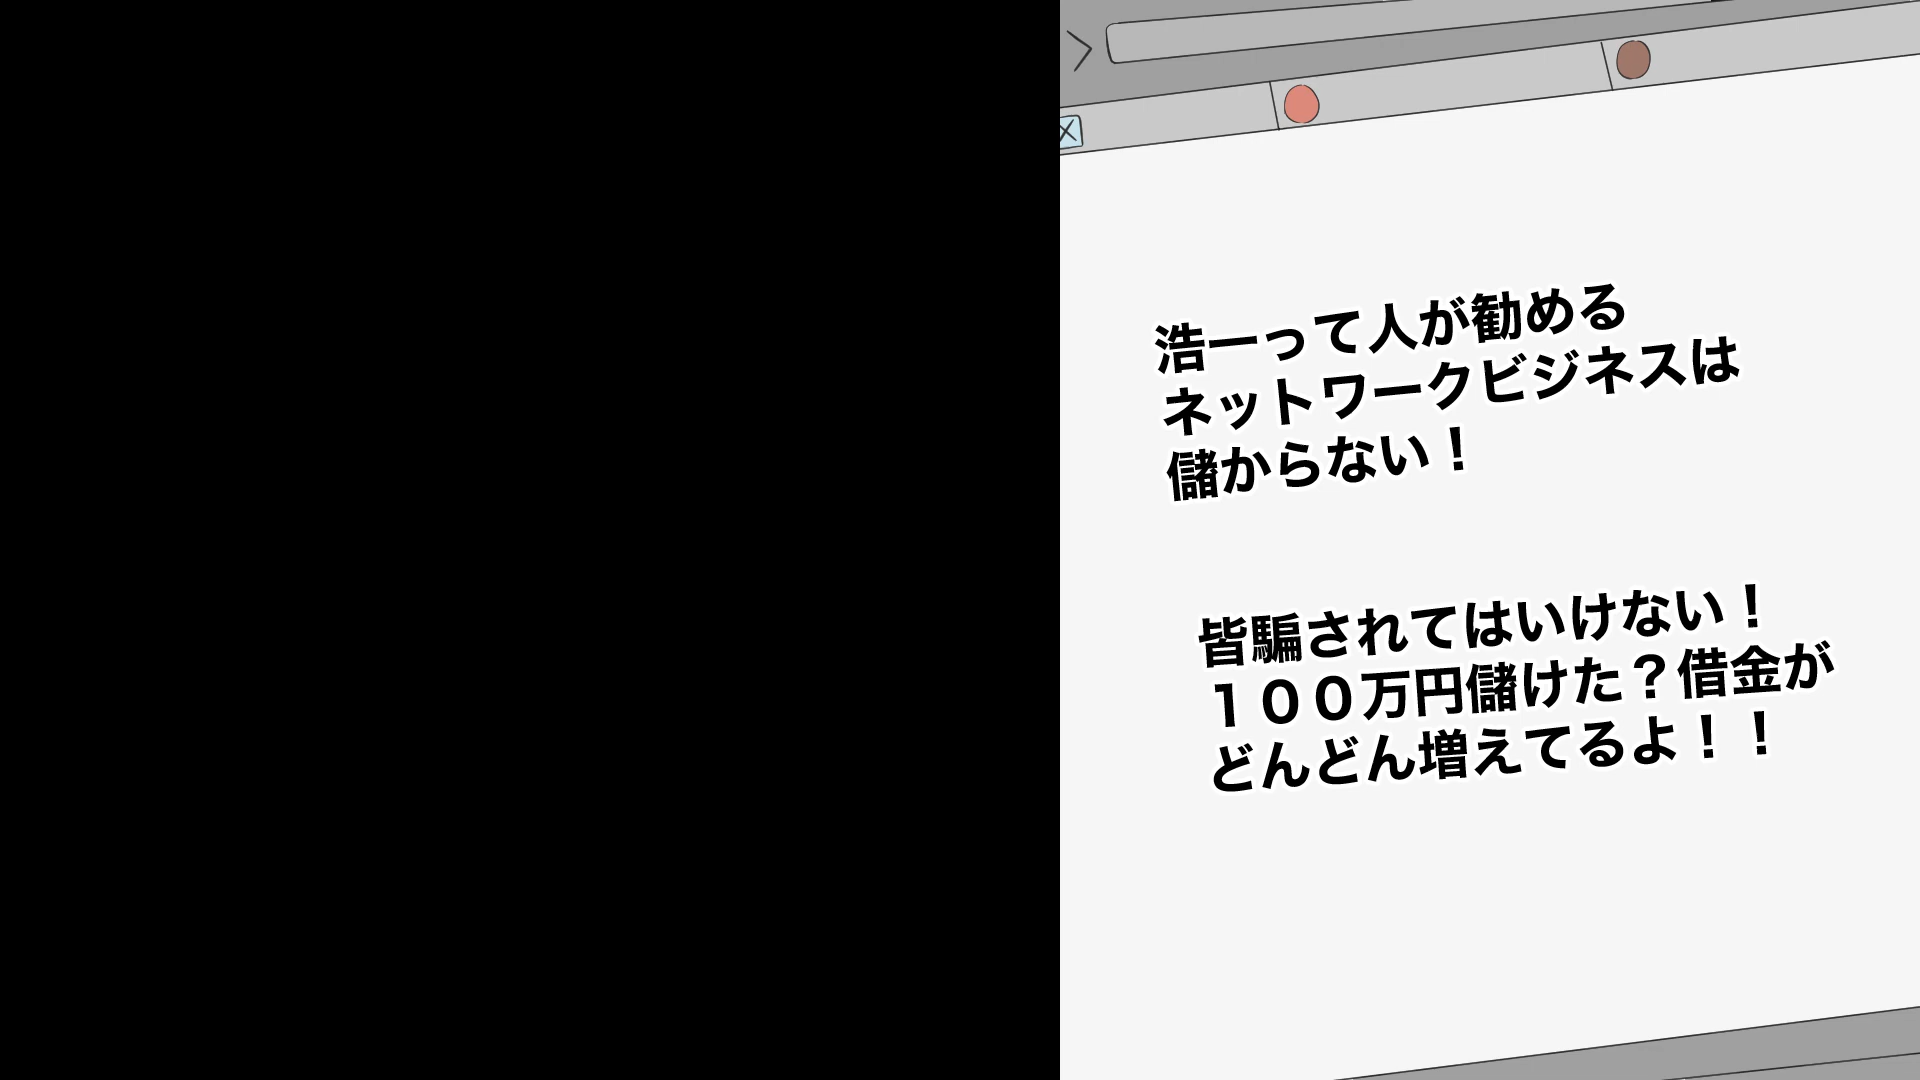 浩一って人が勧める
ネットワークビジネスは
儲からない！
皆騙されてはいけない！
１００万円儲けた？借金が
どんどん増えてるよ！！